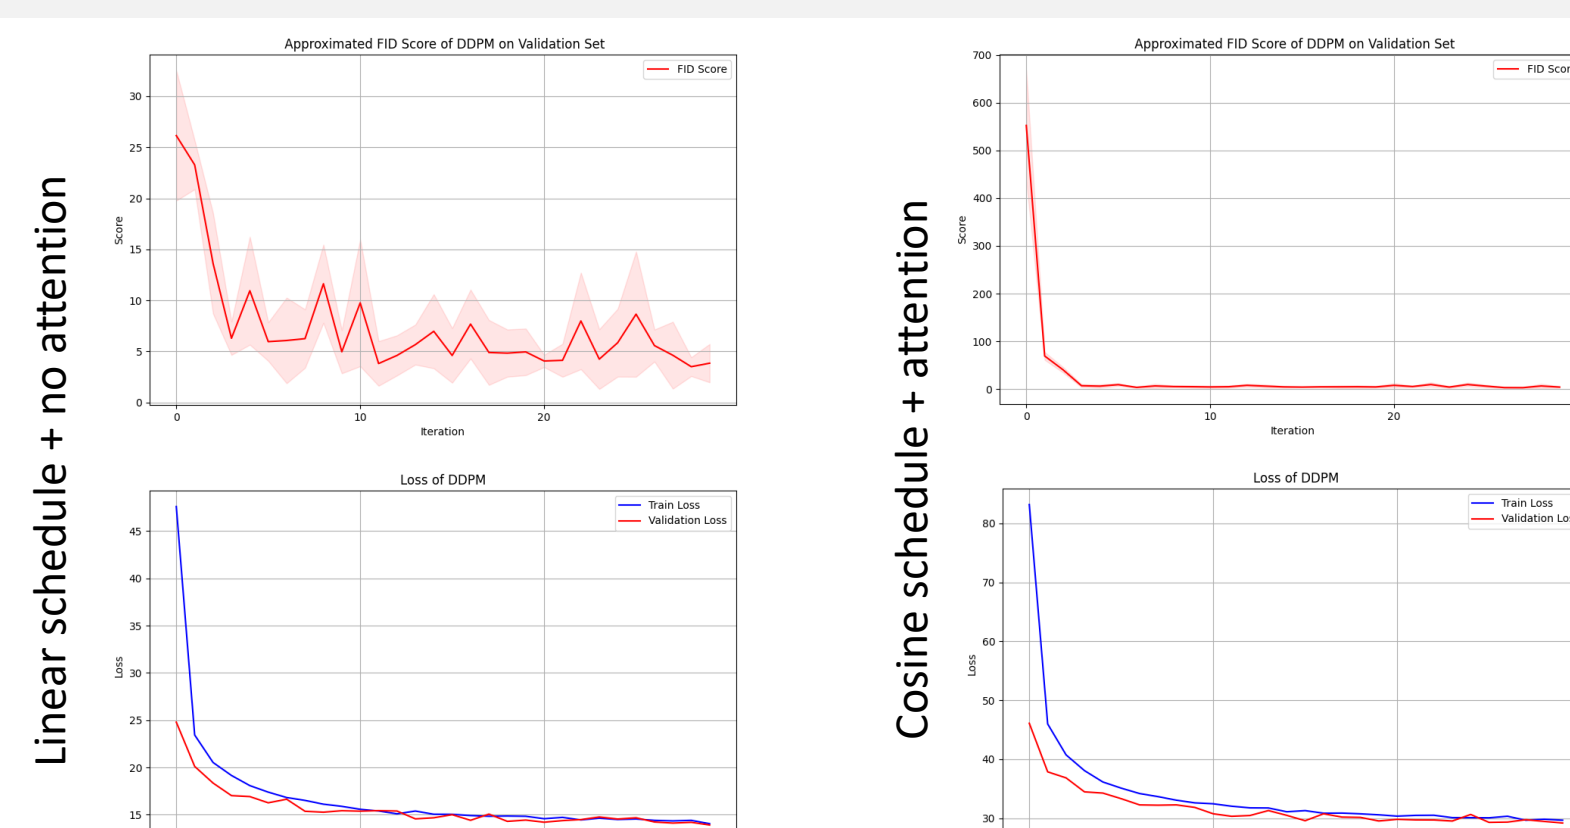 Linear schedule + no attention
Approximated FID Score of DDPM on Validation Set
FID Score
30
25
20
15
10
5
0
Score
0 10 20
Iteration
Loss of DDPM
Train Loss
Validation Loss
45
40
35
30
25
20
15
Loss
Cosine schedule + attention
Approximated FID Score of DDPM on Validation Set
FID Scor
700
600
500
400
300
200
100
0
Score
0 10 20
Iteration
Loss of DDPM
Train Loss
Validation Los
80
70
60
50
40
30
Loss